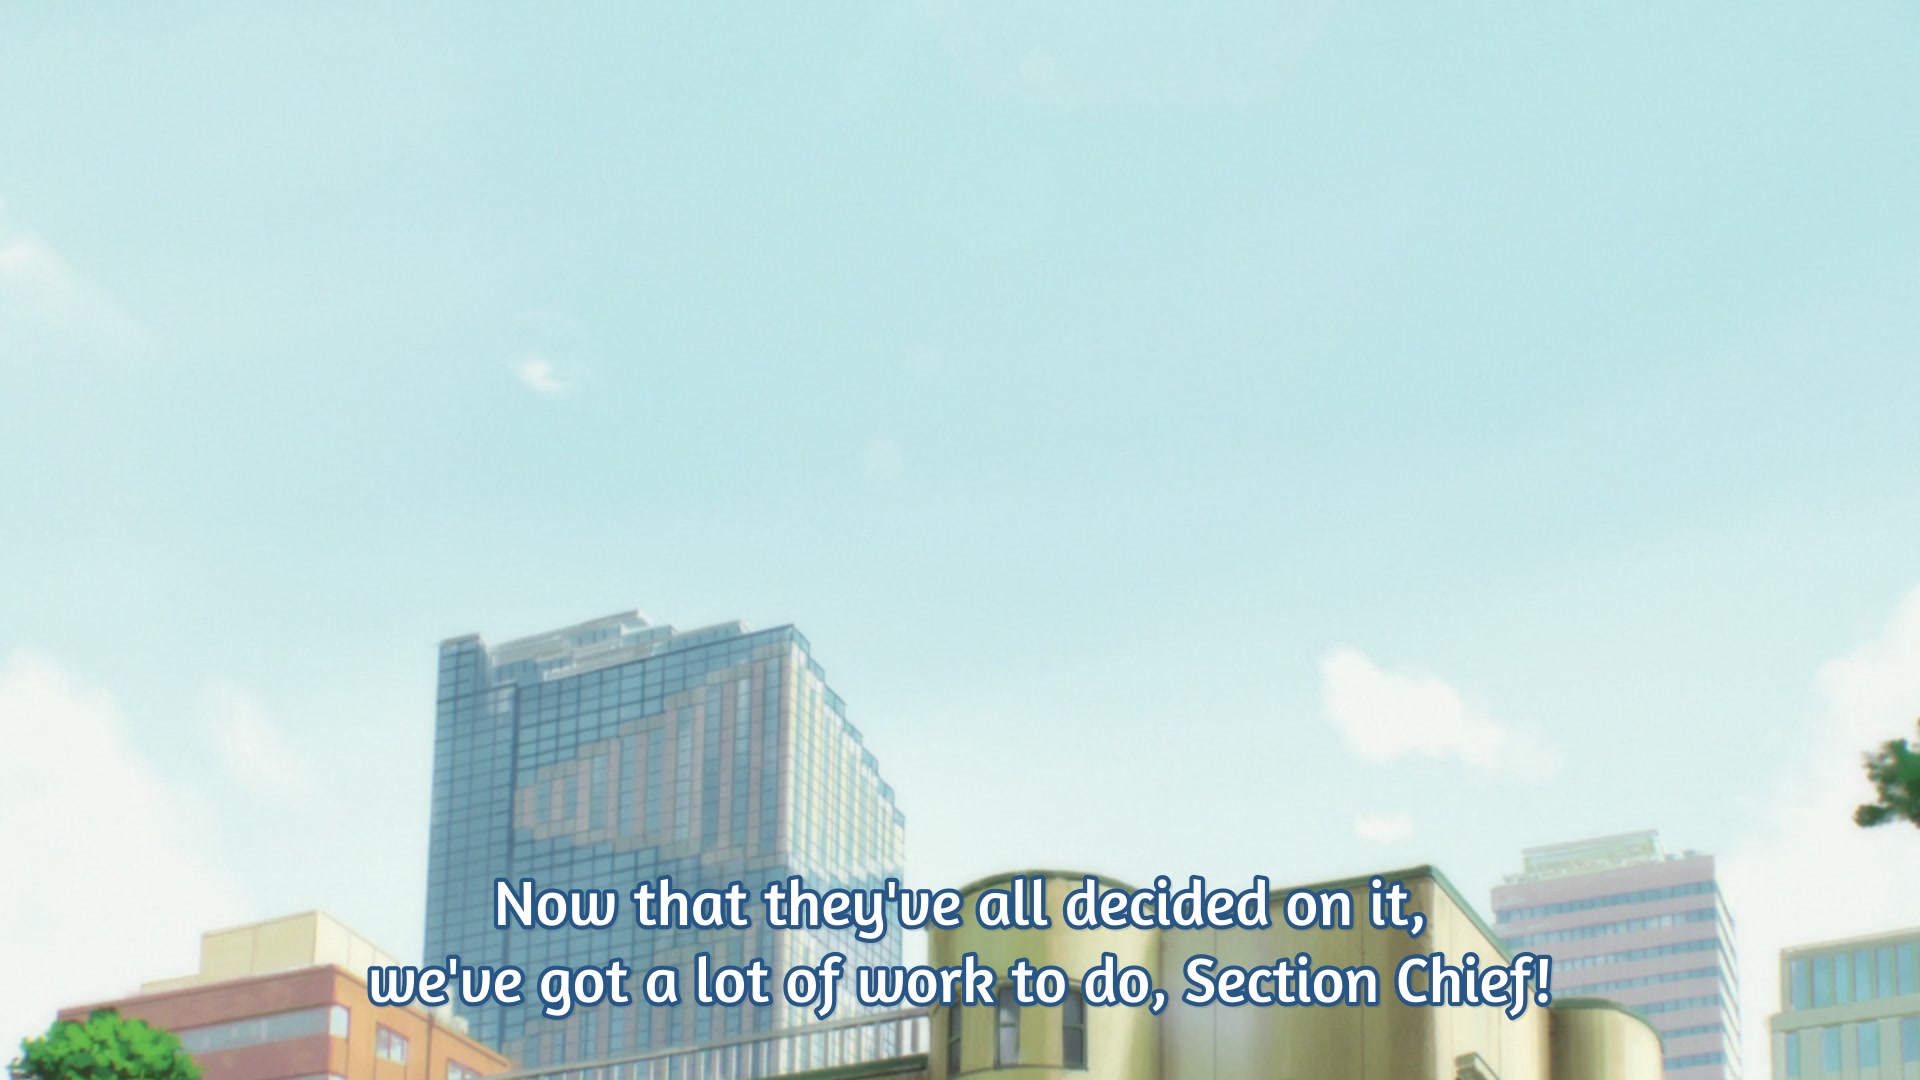 Now that they've all decided on it,
we've got a lot of work to do, Section Chief!